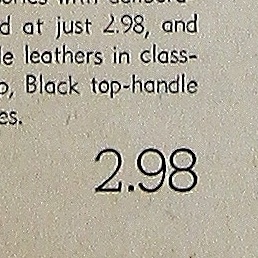 d at just 2.98, and
le leathers in class-
o, Black top-handle
es.
2.98